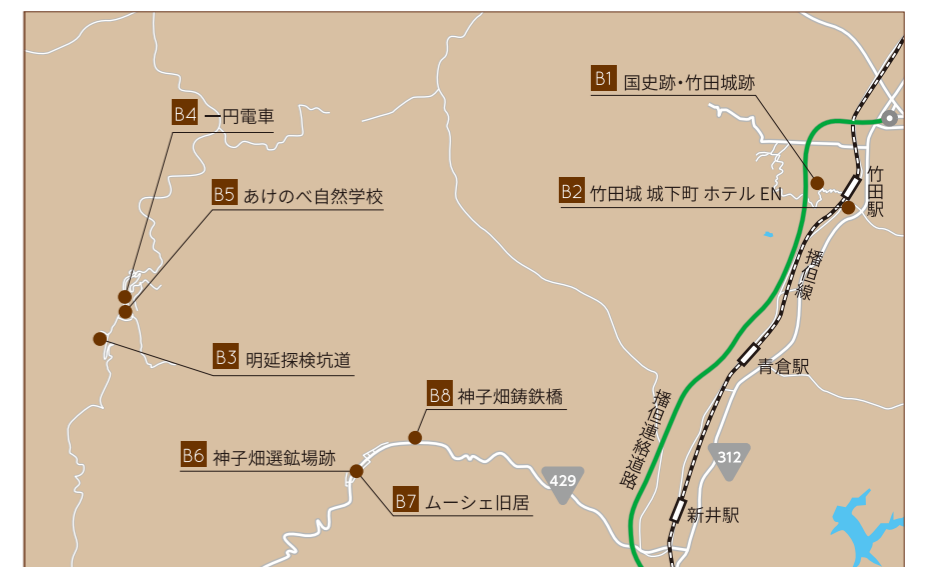 B1 国史跡・竹田城跡
B4 一円電車
B5 あけのべ自然学校
B2 竹田城 城下町 ホテル EN
竹田駅
播但線
B3 明延探検坑道
青倉駅
B8 神子畑鋳鉄橋
播但連絡道路
B6 神子畑選鉱場跡
312
429
B7 ムーシェ旧居
新井駅